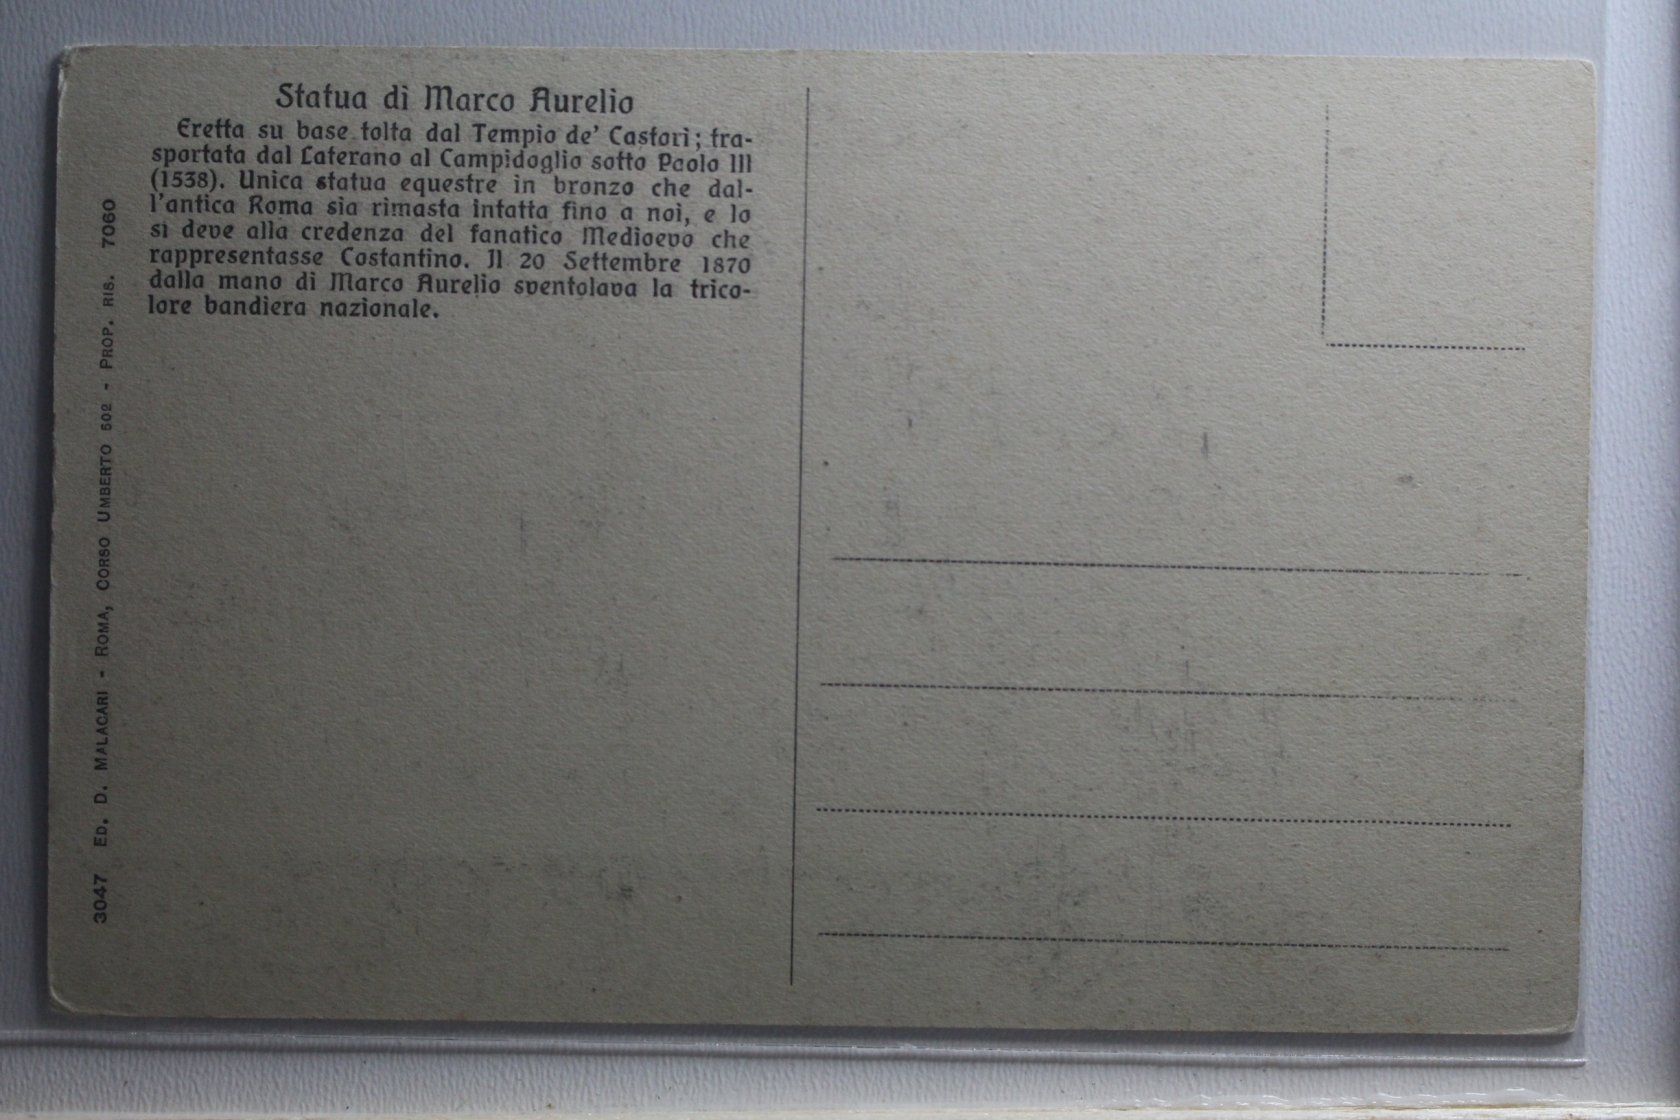 Statua di Marco Aurelio
Eretta su base tolta dal Tempio de' Castori; tra-
sportata dal Laterano al Campidoglio sotto Paolo III
(1538). Unica statua equestre in bronzo che dal-
l'antica Roma sia rimasta intatta fino a noi, e lo
si deve alla credenza del fanatico Medioevo che
rappresentasse Costantino. Il 20 Settembre 1870
dalla mano di Marco Aurelio sventolava la trico-
lore bandiera nazionale.
3047 ED. D. MALACARI - ROMA, CORSO UMBERTO 502 - PROP. RIS. 7060